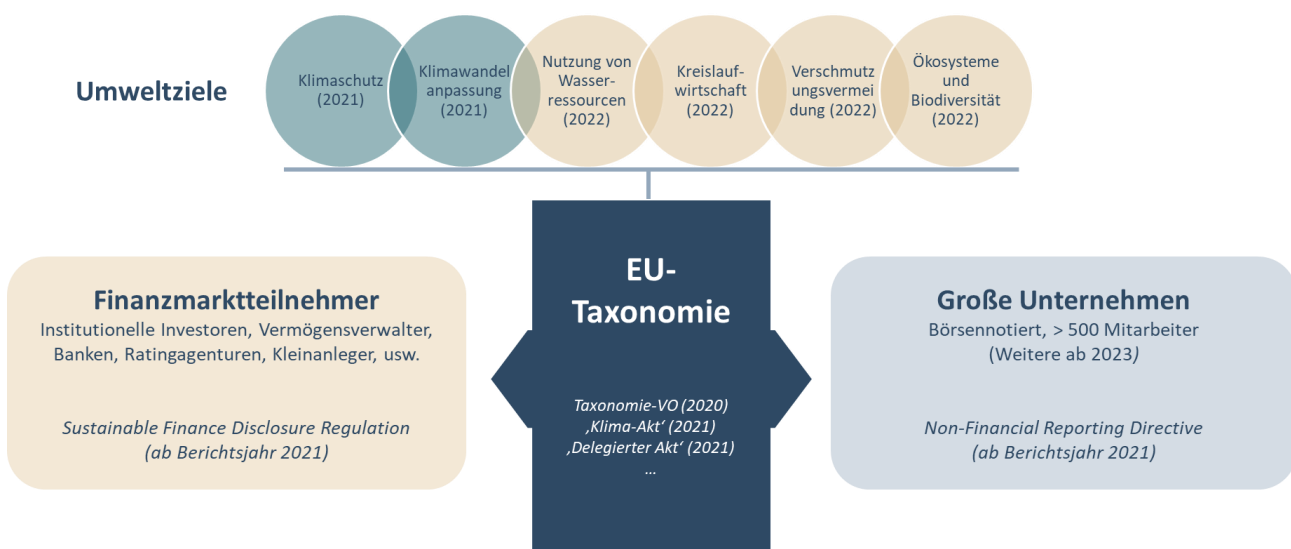 Umweltziele
Klimaschutz
(2021)
Klimawandel
anpassung
(2021)
Nutzung von
Wasser-
ressourcen
(2022)
Kreislauf-
wirtschaft
(2022)
Verschmutz
ungsvermei
dung (2022)
Ökosysteme
und
Biodiversität
(2022)
Finanzmarktteilnehmer
Institutionelle Investoren, Vermögensverwalter,
Banken, Ratingagenturen, Kleinanleger, usw.
Sustainable Finance Disclosure Regulation
(ab Berichtsjahr 2021)
EU-
Taxonomie
Taxonomie-VO (2020)
‚Klima-Akt‘ (2021)
‚Delegierter Akt‘ (2021)
...
Große Unternehmen
Börsennotiert, > 500 Mitarbeiter
(Weitere ab 2023)
Non-Financial Reporting Directive
(ab Berichtsjahr 2021)